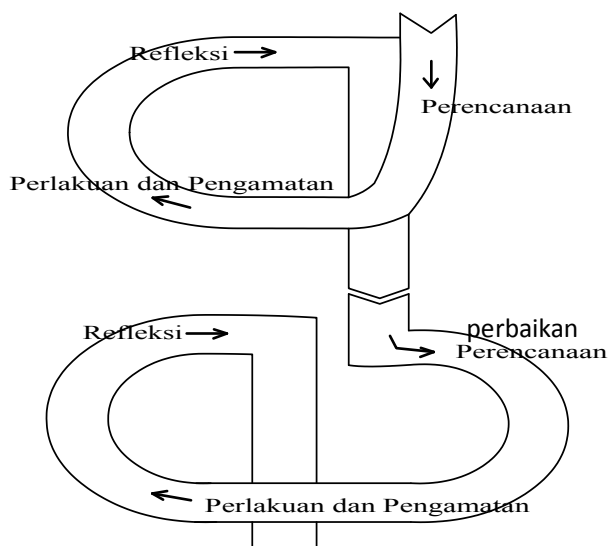 Refleksi
Perencanaan
Perlakuan dan Pengamatan
Refleksi
perbaikan
Perencanaan
Perlakuan dan Pengamatan